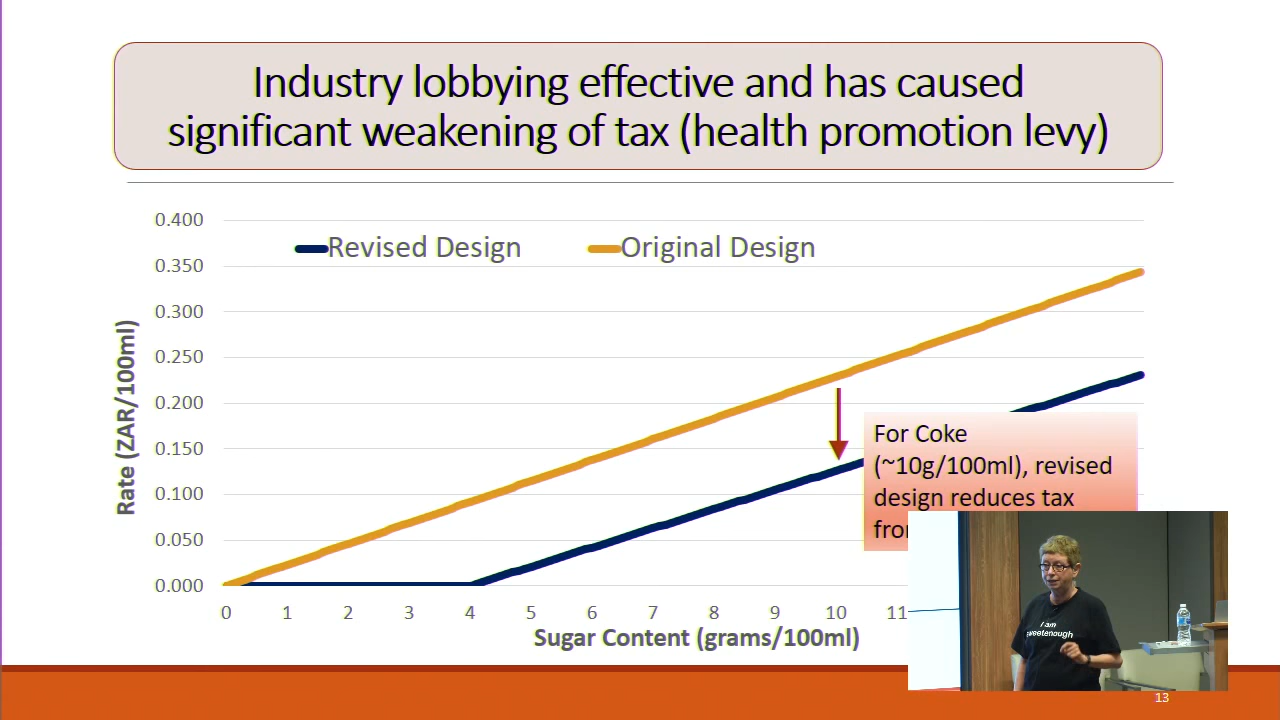 Industry lobbying effective and has caused
significant weakening of tax (health promotion levy)
Revised Design
Original Design
0.400
0.350
0.300
0.250
0.200
0.150
0.100
0.050
0.000
Rate (ZAR/100ml)
For Coke
(~10g/100ml), revised
design reduces tax
0 1 2 3 4 5 6 7 8 9 10 11
Sugar Content (grams/100ml)
I am
13